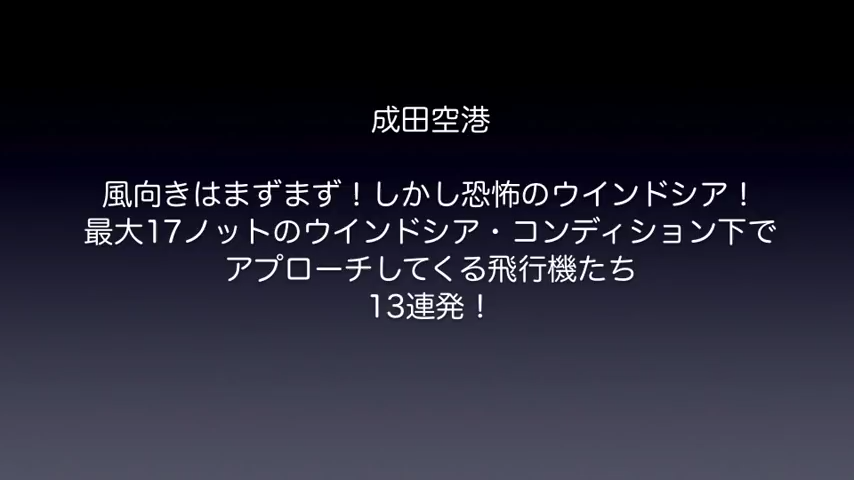 成田空港
風向きはまずまず！しかし恐怖のウインドシア！
最大17ノットのウインドシア・コンディション下で
アプローチしてくる飛行機たち
13連発！